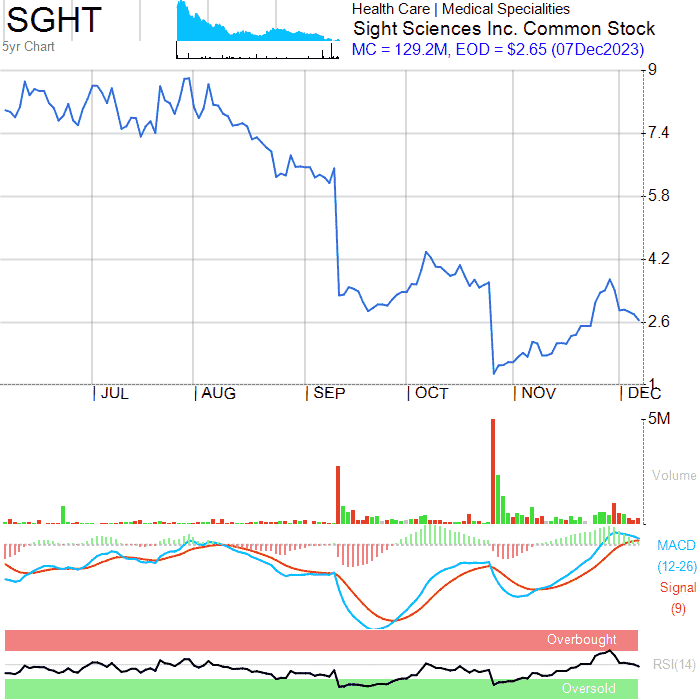 SGHT
5yr Chart
Health Care | Medical Specialities
Sight Sciences Inc. Common Stock
MC = 129.2M, EOD = $2.65 (07Dec2023)
9
7.4
5.8
4.2
2.6
1
JUL AUG SEP OCT NOV DEC
5M
Volume
MACD
(12-26)
Signal
(9)
Overbought
RSI(14)
Oversold